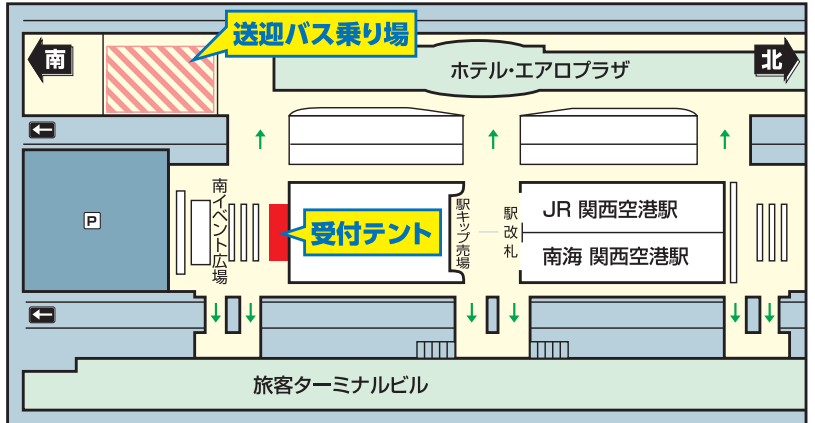 送迎バス乗り場
南
北
ホテル・エアロプラザ
P
南イベント広場
受付テント
駅キップ売場
駅改札
JR 関西空港駅
南海 関西空港駅
旅客ターミナルビル